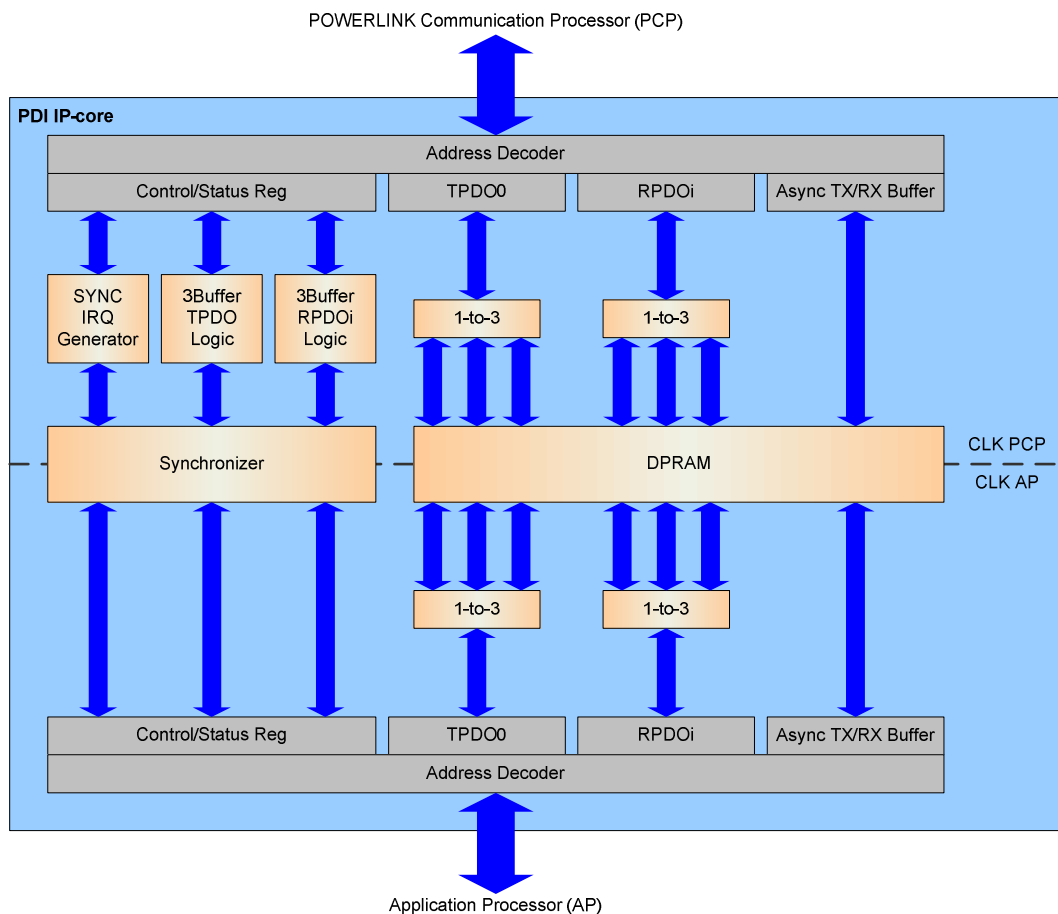 POWERLINK Communication Processor (PCP)
PDI IP-core
Address Decoder
Control/Status Reg
TPDO0
RPDOi
Async TX/RX Buffer
SYNC
IRQ
Generator
3Buffer
TPDO
Logic
3Buffer
RPDOi
Logic
1-to-3
1-to-3
Synchronizer
DPRAM
CLK PCP
CLK AP
1-to-3
1-to-3
Control/Status Reg
TPDO0
RPDOi
Async TX/RX Buffer
Address Decoder
Application Processor (AP)